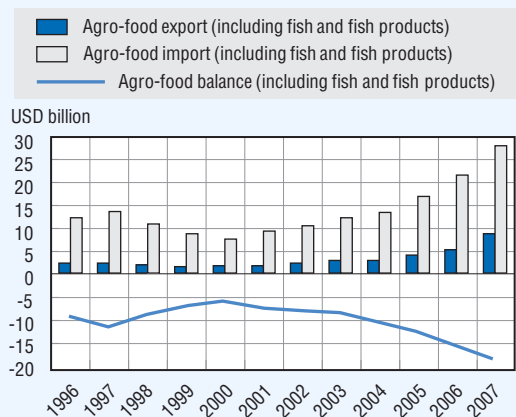 Agro-food export (including fish and fish products)
Agro-food import (including fish and fish products)
Agro-food balance (including fish and fish products)
USD billion
30
25
20
15
10
5
0
-5
-10
-15
-20
1996 1997 1998 1999 2000 2001 2002 2003 2004 2005 2006 2007